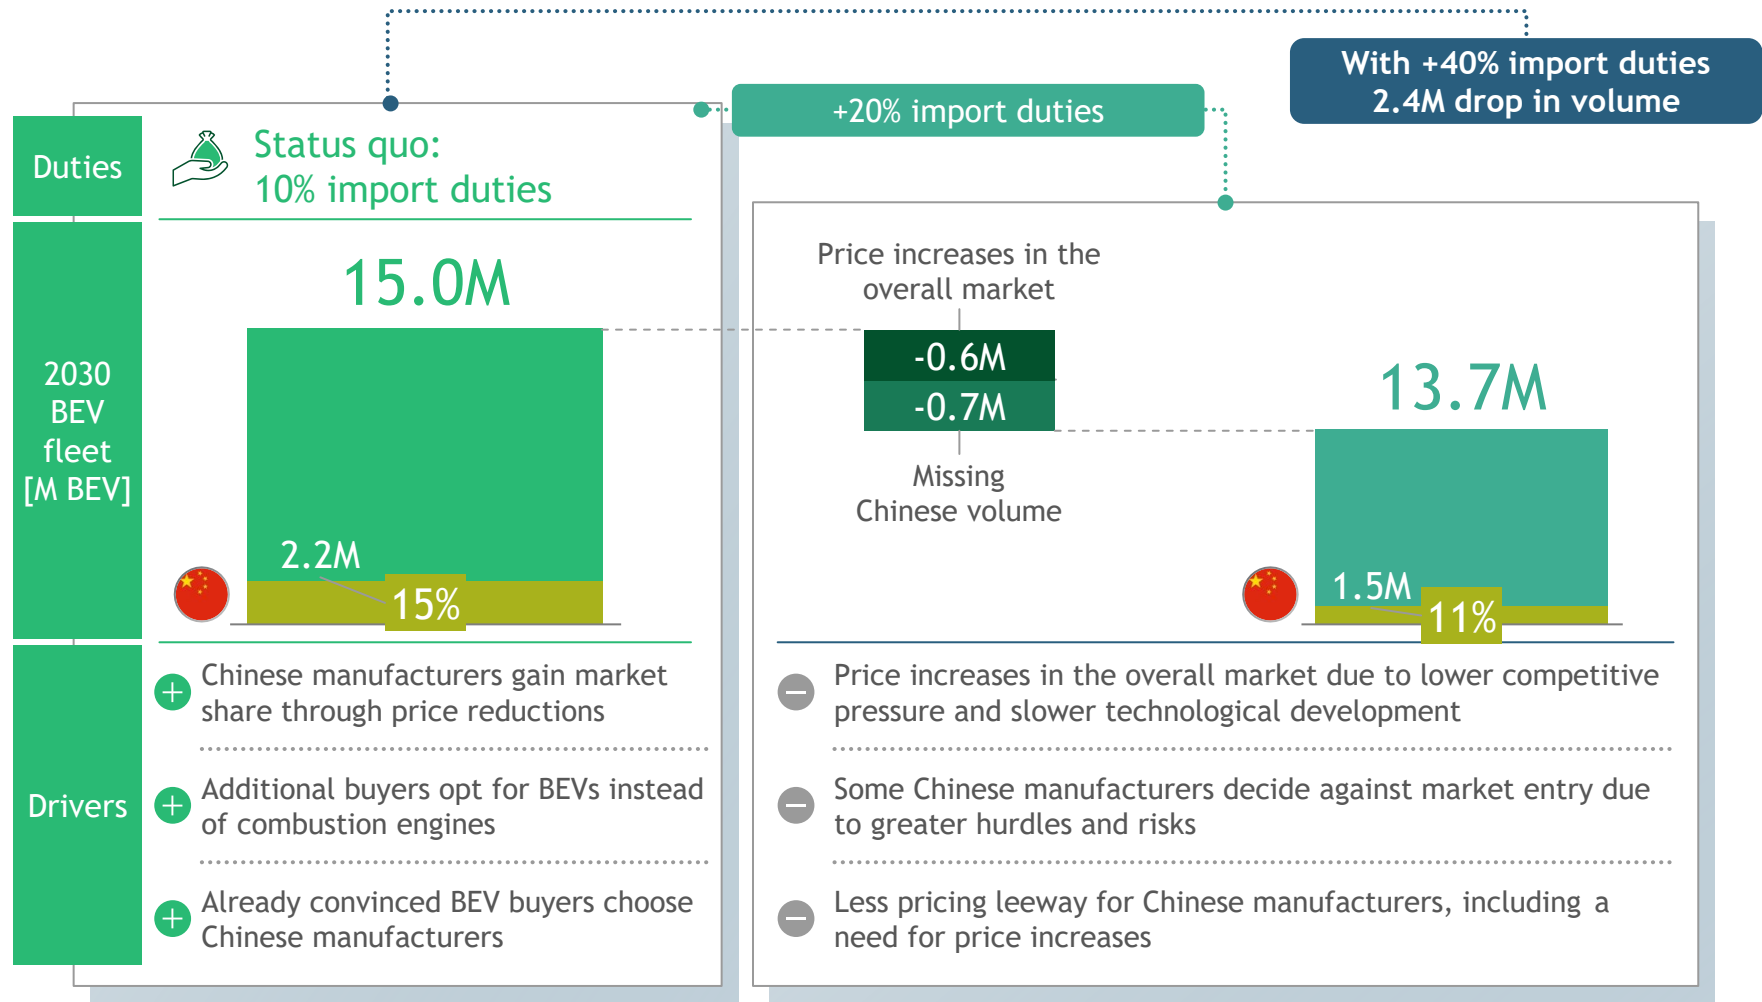 With +40% import duties
2.4M drop in volume
+20% import duties
Duties
Status quo:
10% import duties
2030
BEV
fleet
[M BEV]
15.0M
2.2M
15%
Price increases in the
overall market
-0.6M
-0.7M
Missing
Chinese volume
13.7M
1.5M
11%
Drivers
Chinese manufacturers gain market
share through price reductions
Additional buyers opt for BEVs instead
of combustion engines
Already convinced BEV buyers choose
Chinese manufacturers
Price increases in the overall market due to lower competitive
pressure and slower technological development
Some Chinese manufacturers decide against market entry due
to greater hurdles and risks
Less pricing leeway for Chinese manufacturers, including a
need for price increases